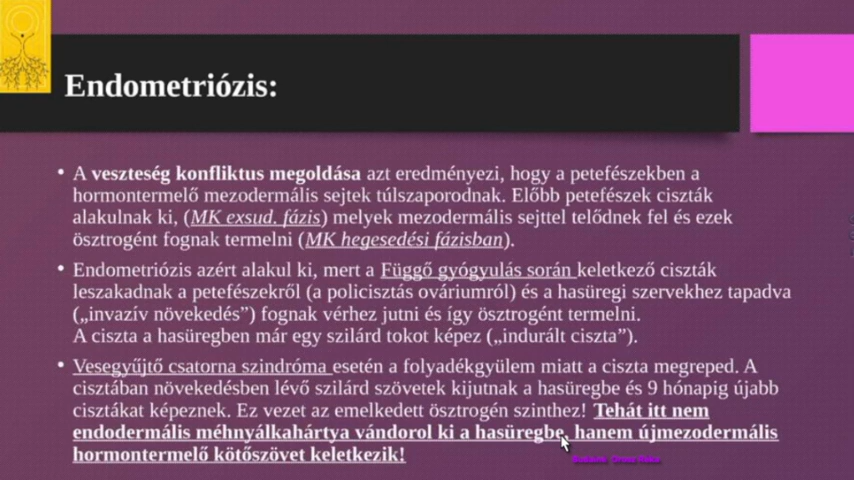 Endometriózis:
• A veszteség konfliktus megoldása azt eredményezi, hogy a petefészekben a
hormontermelő mezodermális sejtek túlszaporodnak. Előbb petefészek ciszták
alakulnak ki, (MK exsud. fázis) melyek mezodermális sejttel telődnek fel és ezek
ösztrogént fognak termelni (MK hegesedési fázisban).
• Endometriózis azért alakul ki, mert a Függő gyógyulás során keletkező ciszták
leszakadnak a petefészekről (a policisztás ováriumról) és a hasüregi szervekhez tapadva
(„invazív növekedés”) fognak vérhez jutni és így ösztrogént termelni.
A ciszta a hasüregben már egy szilárd tokot képez („indurált ciszta”).
• Vesegyűjtő csatorna szindróma esetén a folyadékgyülem miatt a ciszta megreped. A
cisztában növekedésben lévő szilárd szövetek kijutnak a hasüregbe és 9 hónapig újabb
cisztákat képeznek. Ez vezet az emelkedett ösztrogén szinthez! Tehát itt nem
endodermális méhnyálkahártya vándorol ki a hasüregbe, hanem újmezodermális
hormontermelő kötőszövet keletkezik!